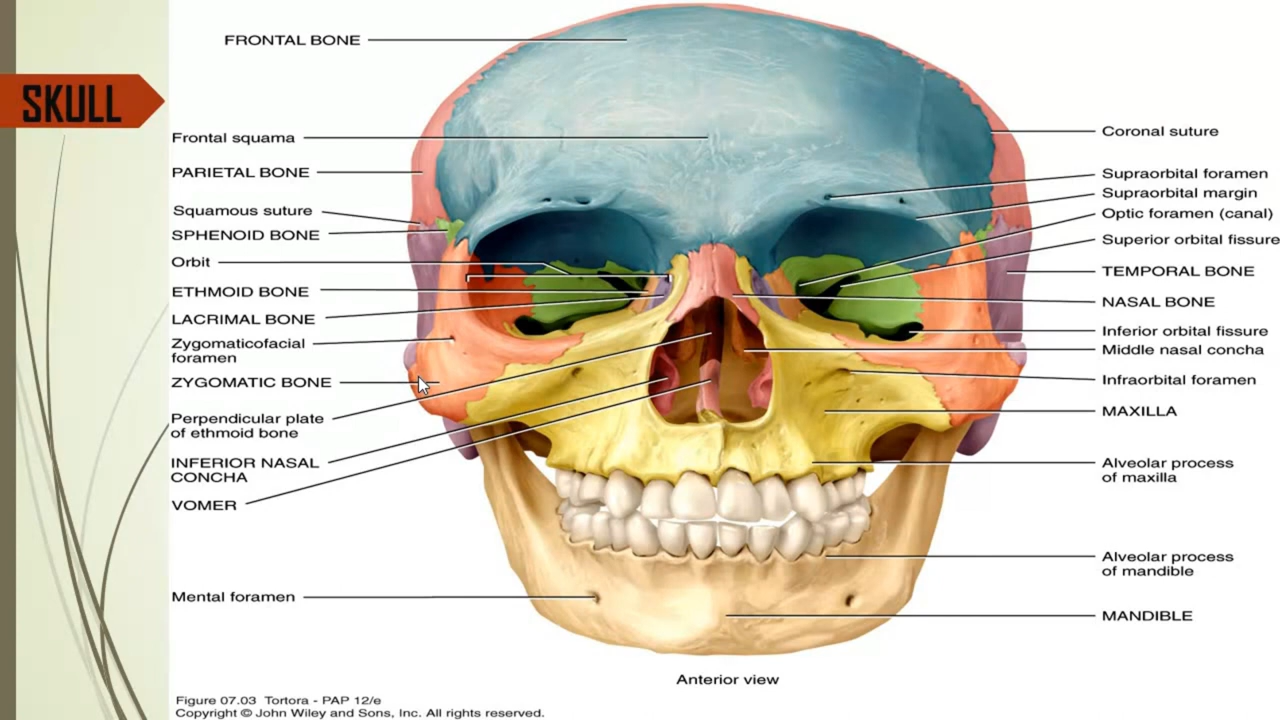 SKULL
FRONTAL BONE
Frontal squama
PARIETAL BONE
Squamous suture
SPHENOID BONE
Orbit
ETHMOID BONE
LACRIMAL BONE
Zygomaticofacial
foramen
ZYGOMATIC BONE
Perpendicular plate
of ethmoid bone
INFERIOR NASAL
CONCHA
VOMER
Mental foramen
Coronal suture
Supraorbital foramen
Supraorbital margin
Optic foramen (canal)
Superior orbital fissure
TEMPORAL BONE
NASAL BONE
Inferior orbital fissure
Middle nasal concha
Infraorbital foramen
MAXILLA
Alveolar process
of maxilla
Alveolar process
of mandible
MANDIBLE
Anterior view
Figure 07.03 Tortora - PAP 12/e
Copyright © John Wiley and Sons, Inc. All rights reserved.